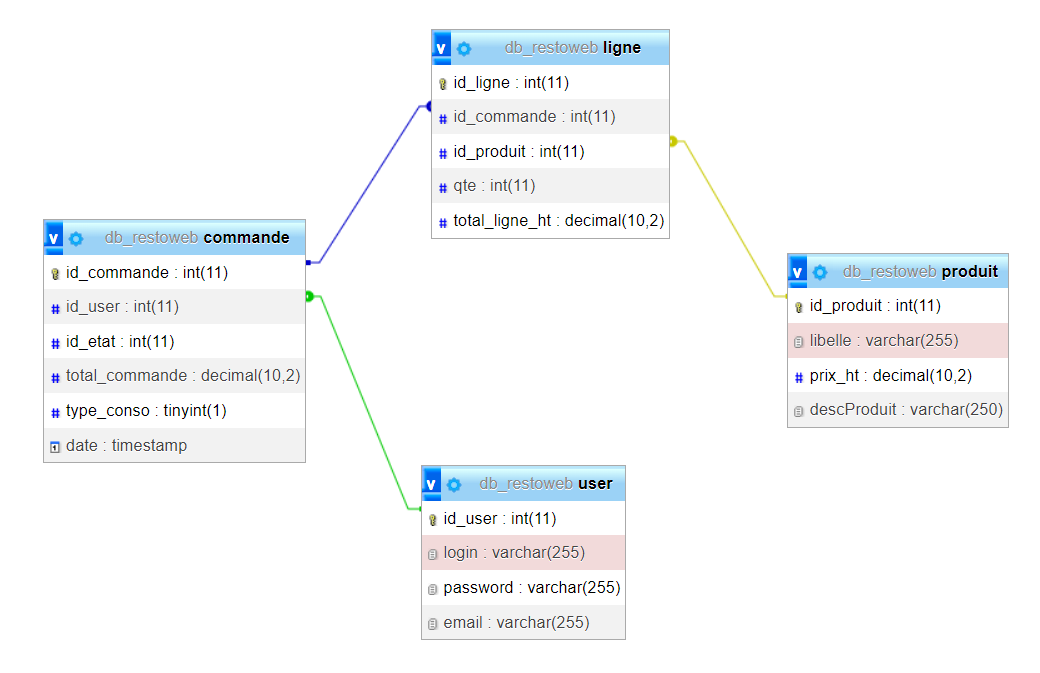 v db_restoweb ligne
id_ligne : int(11)
# id_commande : int(11)
# id_produit : int(11)
# qte : int(11)
# total_ligne_ht : decimal(10,2)
v db_restoweb commande
id_commande : int(11)
# id_user : int(11)
# id_etat : int(11)
# total_commande : decimal(10,2)
# type_conso : tinyint(1)
date : timestamp
v db_restoweb produit
id_produit : int(11)
libelle : varchar(255)
# prix_ht : decimal(10,2)
descProduit : varchar(250)
v db_restoweb user
id_user : int(11)
login : varchar(255)
password : varchar(255)
email : varchar(255)